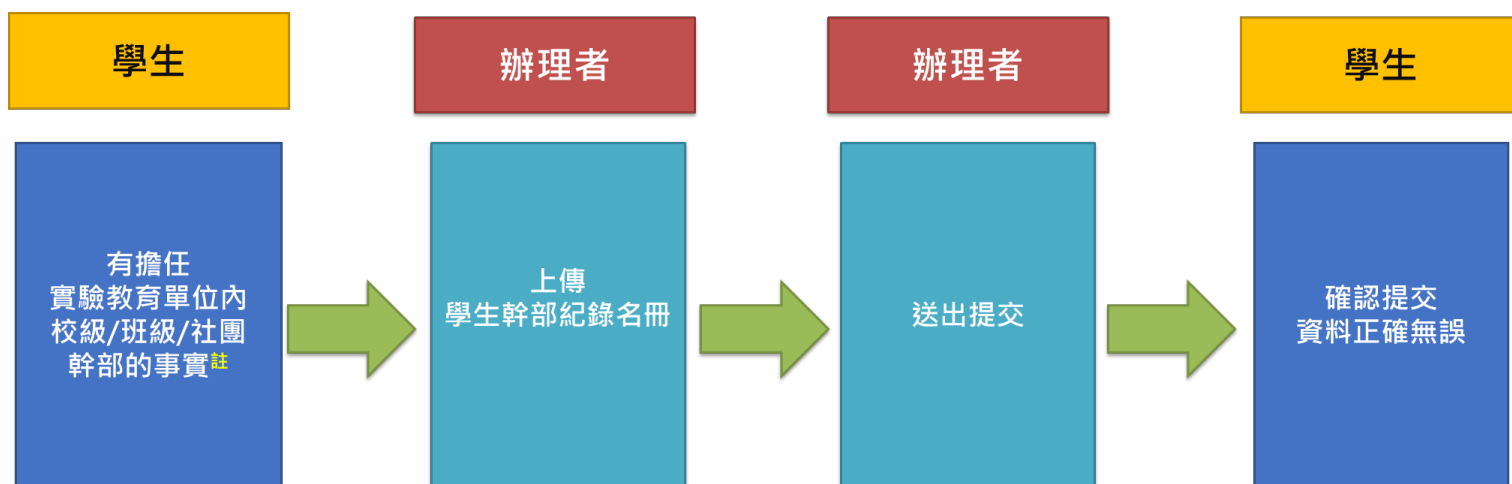 學生
辦理者
辦理者
學生
有擔任
實驗教育單位內
校級/班級/社團
幹部的事實註
上傳
學生幹部紀錄名冊
送出提交
確認提交
資料正確無誤